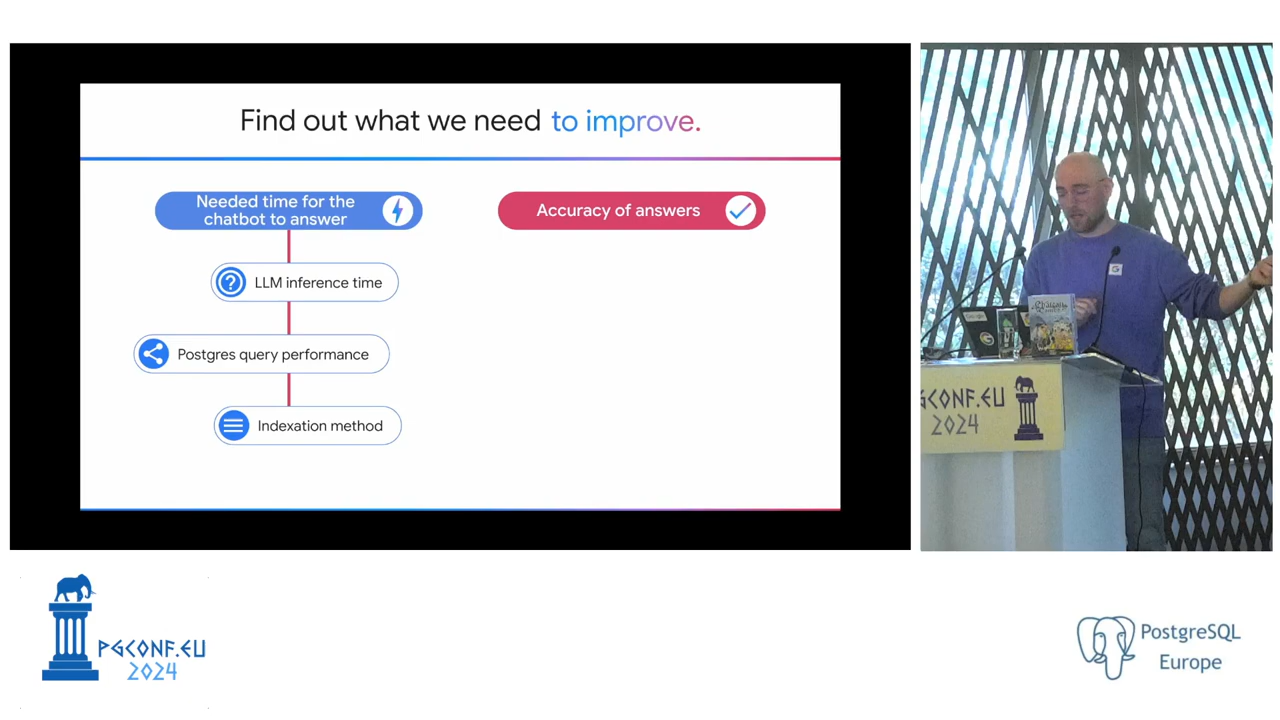 Find out what we need to improve.
Needed time for the
chatbot to answer
Accuracy of answers
LLM inference time
Postgres query performance
Indexation method
GCONF.EU
2024
PGCONF.EU
2024
PostgreSQL
Europe